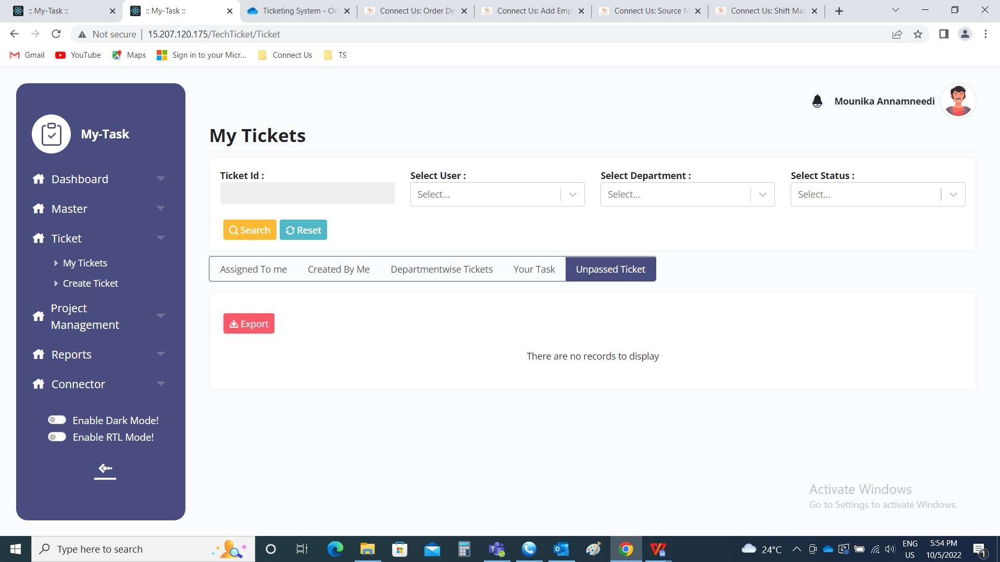 :: My-Task ::
:: My-Task ::
Ticketing System - On
Connect Us: Order De
Connect Us: Add Emp
Connect Us: Source M
Connect Us: Shift Mas
Not secure
15.207.120.175/TechTicket/Ticket
Gmail
YouTube
Maps
Sign in to your Micr...
Connect Us
TS
Mounika Annamneedi
My-Task
Dashboard
Master
Ticket
My Tickets
Create Ticket
Project
Management
Reports
Connector
Enable Dark Mode!
Enable RTL Mode!
My Tickets
Ticket Id :
Select User :
Select Department :
Select Status :
Select...
Select...
Select...
Search
Reset
Assigned To me
Created By Me
Departmentwise Tickets
Your Task
Unpassed Ticket
Export
There are no records to display
Activate Windows
Go to Settings to activate Windows.
Type here to search
24°C
ENG
US
5:54 PM
10/5/2022
1